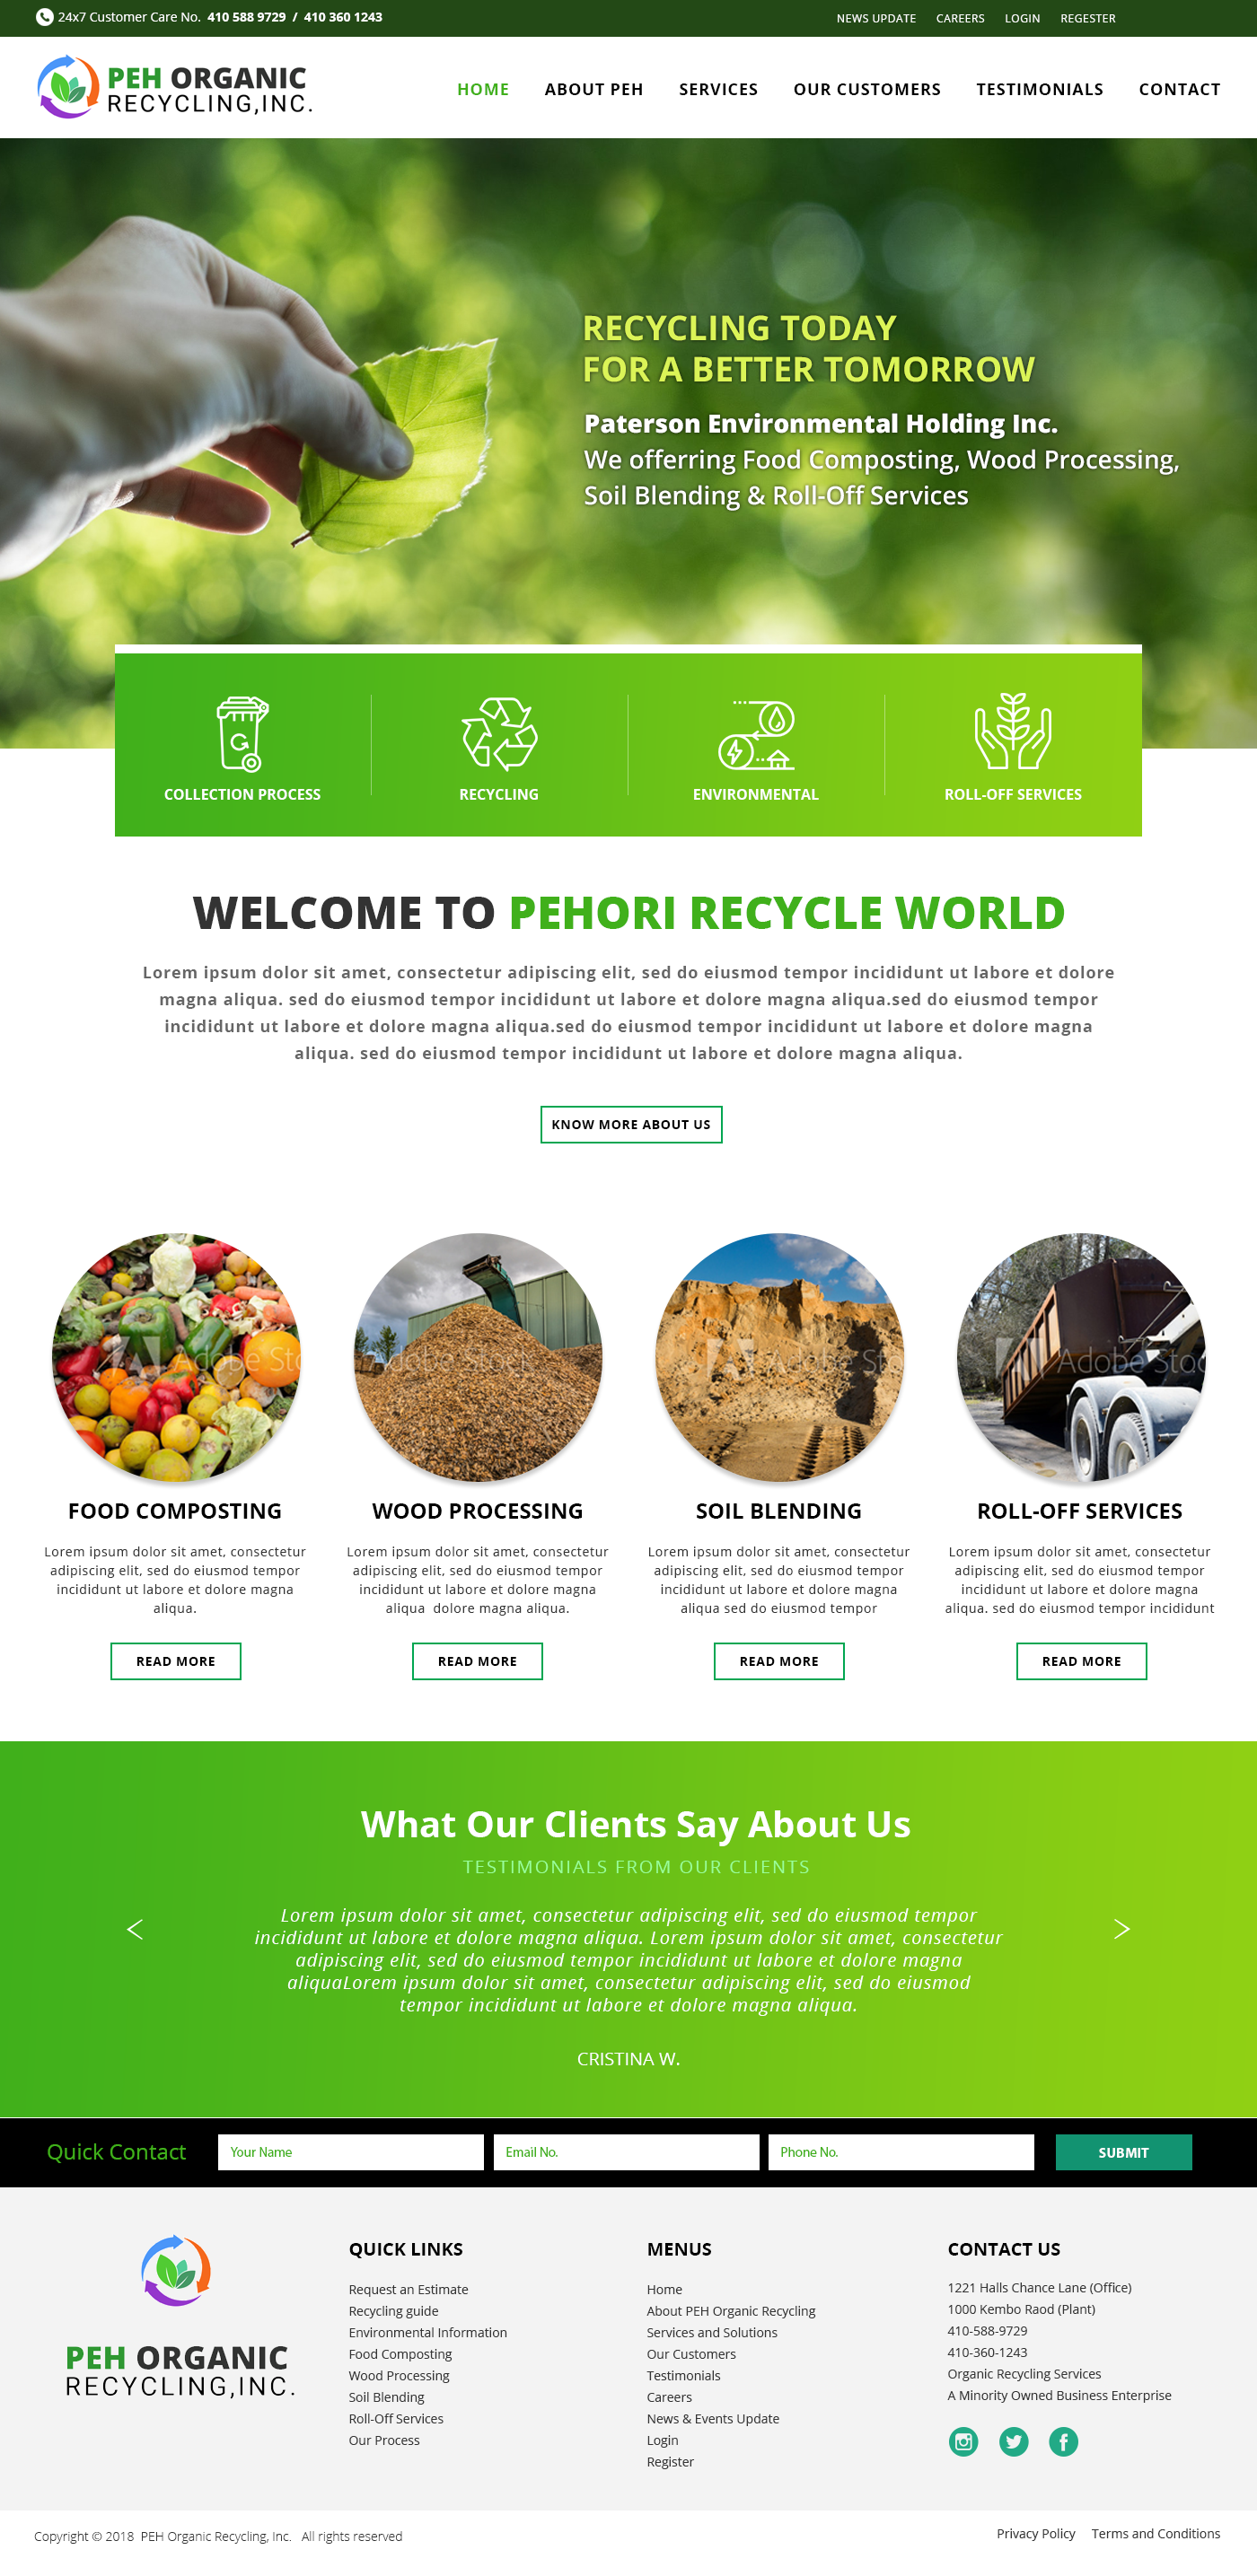 24x7 Customer Care No. 410 588 9729 / 410 360 1243
NEWS UPDATE CAREERS LOGIN REGESTER
PEH ORGANIC
RECYCLING,INC.
HOME ABOUT PEH SERVICES OUR CUSTOMERS TESTIMONIALS CONTACT
RECYCLING TODAY
FOR A BETTER TOMORROW
Paterson Environmental Holding Inc.
We offerring Food Composting, Wood Processing,
Soil Blending & Roll-Off Services
COLLECTION PROCESS
RECYCLING
ENVIRONMENTAL
ROLL-OFF SERVICES
WELCOME TO PEHORI RECYCLE WORLD
Lorem ipsum dolor sit amet, consectetur adipiscing elit, sed do eiusmod tempor incididunt ut labore et dolore
magna aliqua. sed do eiusmod tempor incididunt ut labore et dolore magna aliqua.sed do eiusmod tempor
incididunt ut labore et dolore magna aliqua.sed do eiusmod tempor incididunt ut labore et dolore magna
aliqua. sed do eiusmod tempor incididunt ut labore et dolore magna aliqua.
KNOW MORE ABOUT US
Adobe Stoc
Adobe Stock
Adobe Stoc
Adobe Stoc
FOOD COMPOSTING
Lorem ipsum dolor sit amet, consectetur
adipiscing elit, sed do eiusmod tempor
incididunt ut labore et dolore magna
aliqua.
READ MORE
WOOD PROCESSING
Lorem ipsum dolor sit amet, consectetur
adipiscing elit, sed do eiusmod tempor
incididunt ut labore et dolore magna
aliqua dolore magna aliqua.
READ MORE
SOIL BLENDING
Lorem ipsum dolor sit amet, consectetur
adipiscing elit, sed do eiusmod tempor
incididunt ut labore et dolore magna
aliqua sed do eiusmod tempor
READ MORE
ROLL-OFF SERVICES
Lorem ipsum dolor sit amet, consectetur
adipiscing elit, sed do eiusmod tempor
incididunt ut labore et dolore magna
aliqua. sed do eiusmod tempor incididunt
READ MORE
What Our Clients Say About Us
TESTIMONIALS FROM OUR CLIENTS
Lorem ipsum dolor sit amet, consectetur adipiscing elit, sed do eiusmod tempor
incididunt ut labore et dolore magna aliqua. Lorem ipsum dolor sit amet, consectetur
adipiscing elit, sed do eiusmod tempor incididunt ut labore et dolore magna
aliquaLorem ipsum dolor sit amet, consectetur adipiscing elit, sed do eiusmod
tempor incididunt ut labore et dolore magna aliqua.
CRISTINA W.
Quick Contact
Your Name
Email No.
Phone No.
SUBMIT
PEH ORGANIC
RECYCLING,INC.
QUICK LINKS
Request an Estimate
Recycling guide
Environmental Information
Food Composting
Wood Processing
Soil Blending
Roll-Off Services
Our Process
MENUS
Home
About PEH Organic Recycling
Services and Solutions
Our Customers
Testimonials
Careers
News & Events Update
Login
Register
CONTACT US
1221 Halls Chance Lane (Office)
1000 Kembo Raod (Plant)
410-588-9729
410-360-1243
Organic Recycling Services
A Minority Owned Business Enterprise
Copyright © 2018 PEH Organic Recycling, Inc. All rights reserved
Privacy Policy Terms and Conditions